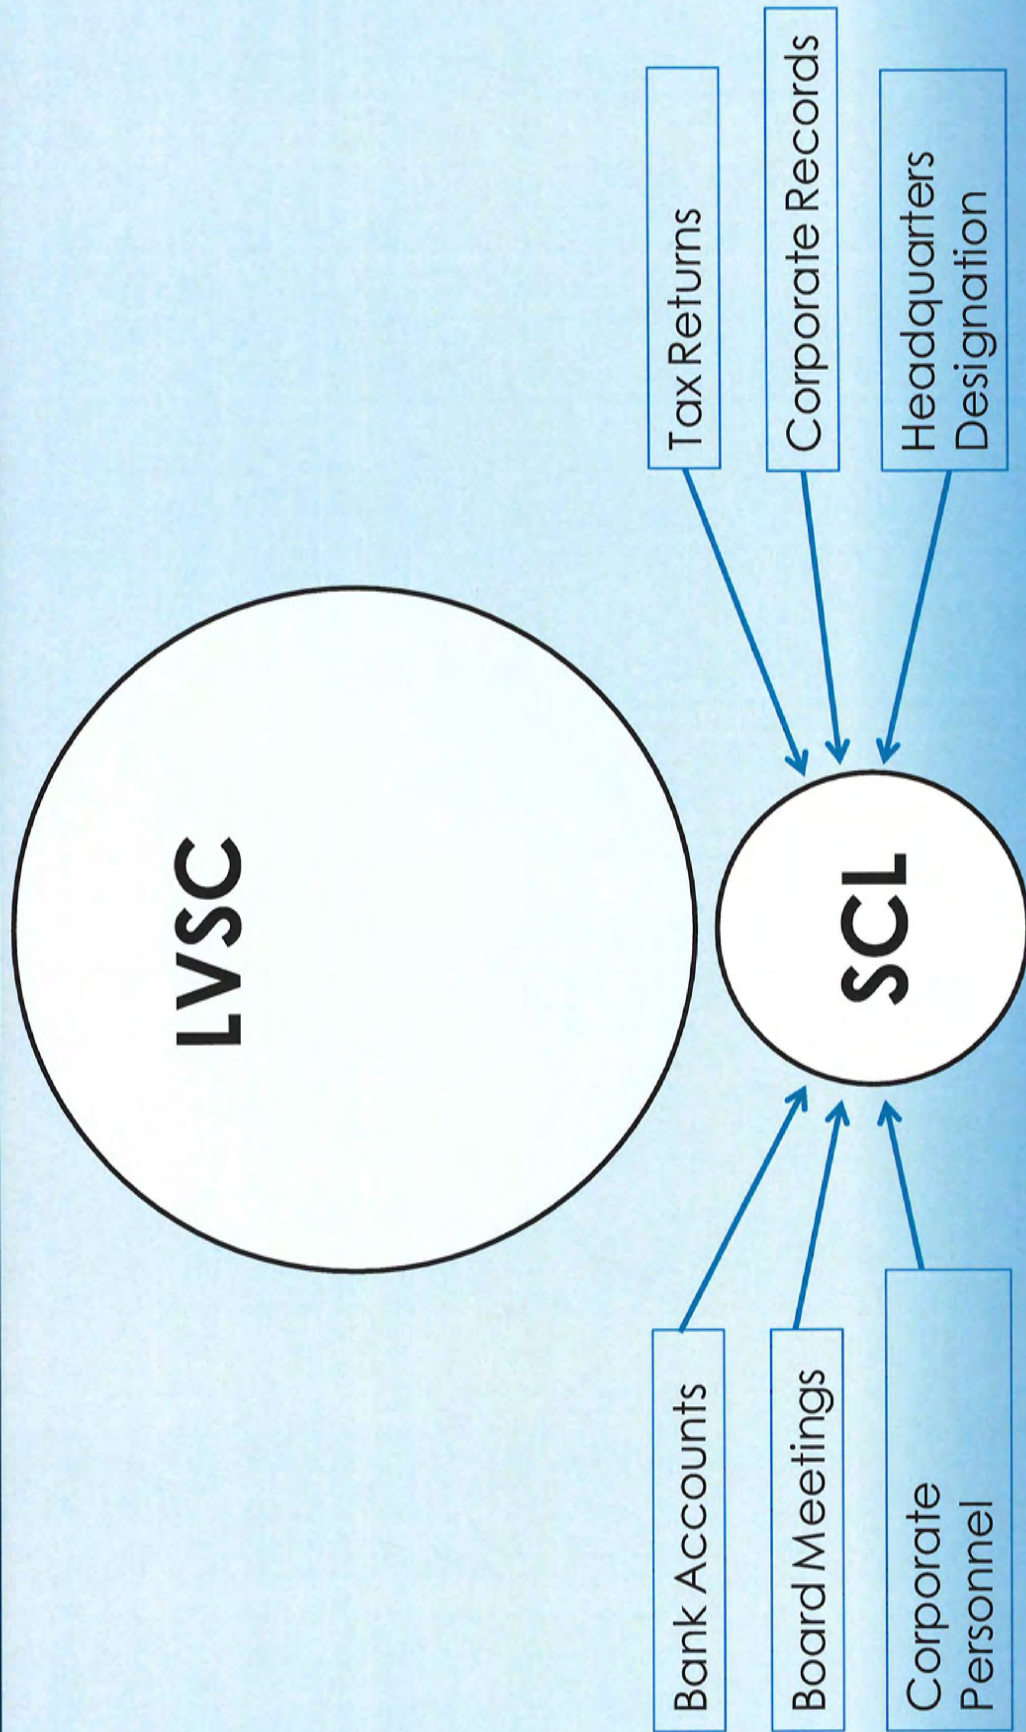 LVSC
SCL
Bank Accounts
Board Meetings
Corporate
Personnel
Tax Returns
Corporate Records
Headquarters
Designation